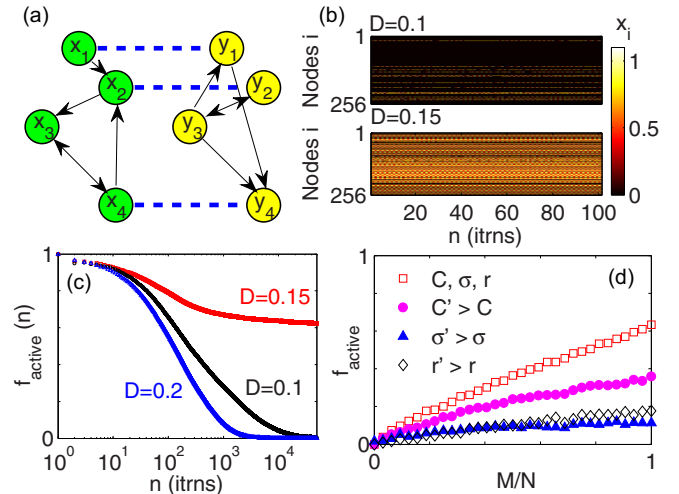 (a)
x1
x2
x3
x4
y1
y2
y3
y4
(b)
D=0.1
xi
1
Nodes i
256
D=0.15
1
Nodes i
256
20 40 60 80 100
n (itrns)
1
0.5
0
(c)
1
factive (n)
0
D=0.15
D=0.1
D=0.2
10^0 10^1 10^2 10^3 10^4
n (itrns)
(d)
1
factive
0
C, σ, r
C' > C
σ' > σ
r' > r
0 1
M/N